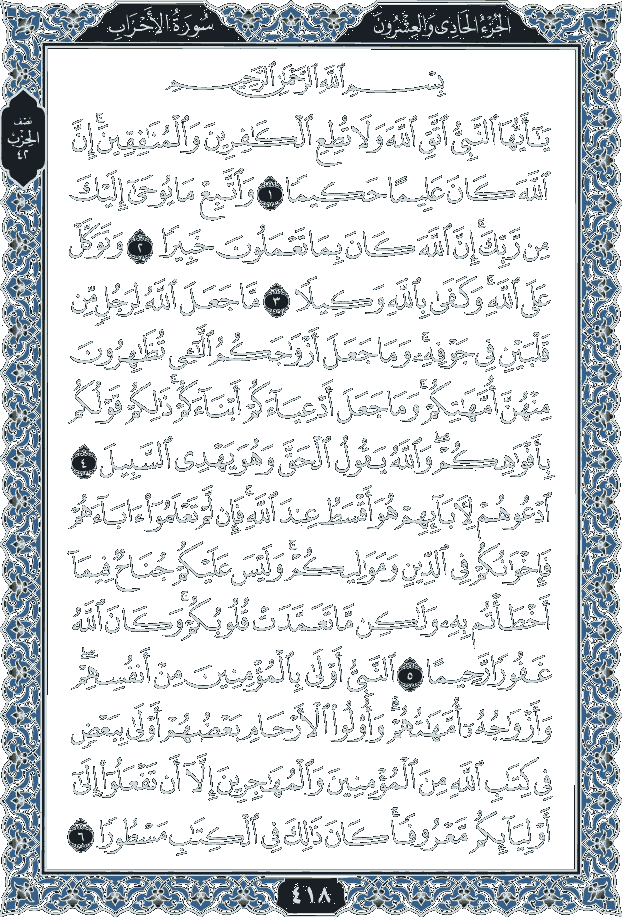 الجزء الحادي والعشرون
سورة الأحزاب
نصف
الحزب
٤٢
بِسْمِ ٱللَّهِ ٱلرَّحْمَٰنِ ٱلرَّحِيمِ
يَٰٓأَيُّهَا ٱلنَّبِىُّ ٱتَّقِ ٱللَّهَ وَلَا تُطِعِ ٱلْكَٰفِرِينَ وَٱلْمُنَٰفِقِينَ ۗ إِنَّ
ٱللَّهَ كَانَ عَلِيمًا حَكِيمًا ١ وَٱتَّبِعْ مَا يُوحَىٰٓ إِلَيْكَ
مِن رَّبِّكَ ۚ إِنَّ ٱللَّهَ كَانَ بِمَا تَعْمَلُونَ خَبِيرًا ٢ وَتَوَكَّلْ
عَلَى ٱللَّهِ ۚ وَكَفَىٰ بِٱللَّهِ وَكِيلًا ٣ مَّا جَعَلَ ٱللَّهُ لِرَجُلٍ مِّن
قَلْبَيْنِ فِى جَوْفِهِۦ ۚ وَمَا جَعَلَ أَزْوَٰجَكُمُ ٱلَّٰٓـِٔى تُظَٰهِرُونَ
مِنْهُنَّ أُمَّهَٰتِكُمْ ۚ وَمَا جَعَلَ أَدْعِيَآءَكُمْ أَبْنَآءَكُمْ ۚ ذَٰلِكُمْ قَوْلُكُم
بِأَفْوَٰهِكُمْ ۖ وَٱللَّهُ يَقُولُ ٱلْحَقَّ وَهُوَ يَهْدِى ٱلسَّبِيلَ ٤
ٱدْعُوهُمْ لِءَابَآئِهِمْ هُوَ أَقْسَطُ عِندَ ٱللَّهِ ۚ فَإِن لَّمْ تَعْلَمُوٓا۟ ءَابَآءَهُمْ
فَإِخْوَٰنُكُمْ فِى ٱلدِّينِ وَمَوَٰلِيكُمْ ۚ وَلَيْسَ عَلَيْكُمْ جُنَاحٌ فِيمَآ
أَخْطَأْتُم بِهِۦ وَلَٰكِن مَّا تَعَمَّدَتْ قُلُوبُكُمْ ۚ وَكَانَ ٱللَّهُ
غَفُورًا رَّحِيمًا ٥ ٱلنَّبِىُّ أَوْلَىٰ بِٱلْمُؤْمِنِينَ مِنْ أَنفُسِهِمْ ۖ
وَأَزْوَٰجُهُۥٓ أُمَّهَٰتُهُمْ ۗ وَأُو۟لُوا۟ ٱلْأَرْحَامِ بَعْضُهُمْ أَوْلَىٰ بِبَعْضٍ
فِى كِتَٰبِ ٱللَّهِ مِنَ ٱلْمُؤْمِنِينَ وَٱلْمُهَٰجِرِينَ إِلَّآ أَن تَفْعَلُوٓا۟ إِلَىٰٓ
أَوْلِيَآئِكُم مَّعْرُوفًا ۚ كَانَ ذَٰلِكَ فِى ٱلْكِتَٰبِ مَسْطُورًا ٦
٤١٨